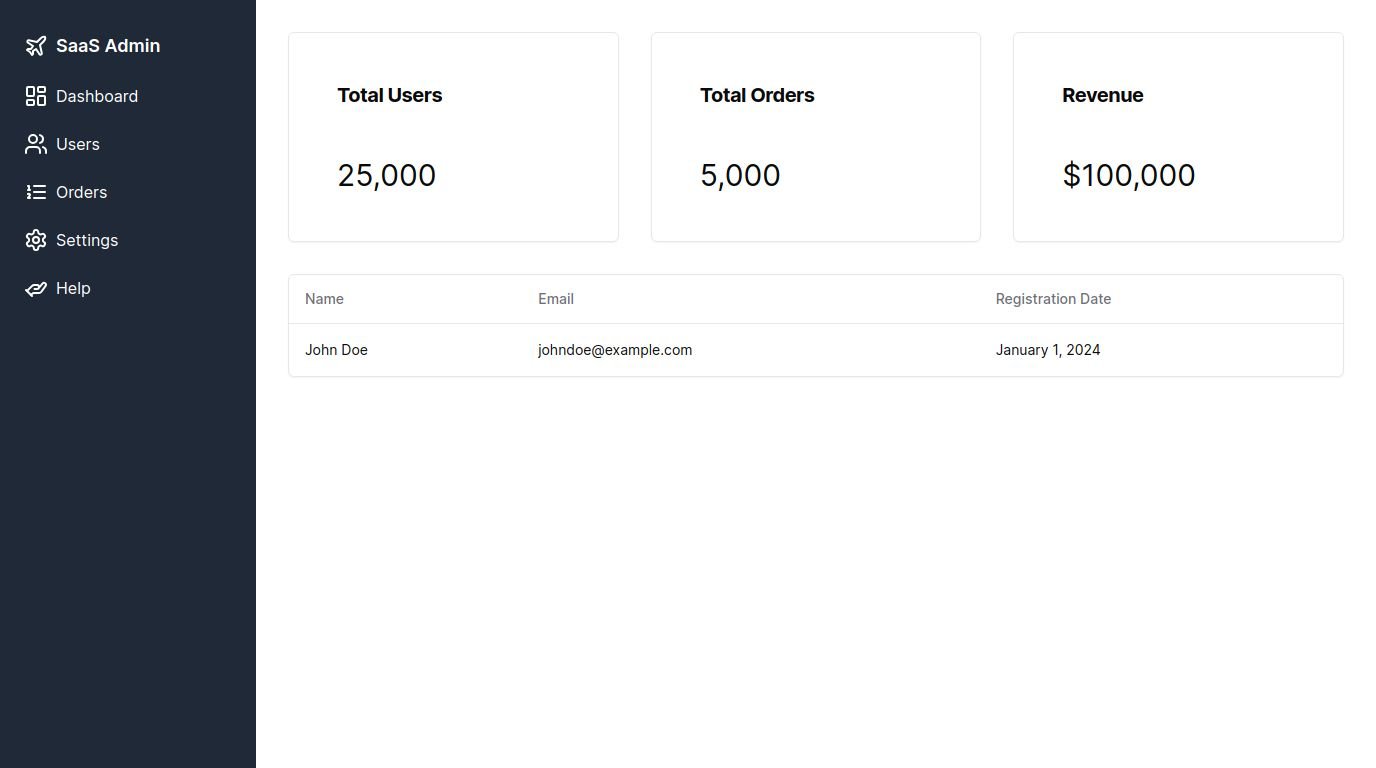 SaaS Admin
Dashboard
Users
Orders
Settings
Help
Total Users
25,000
Total Orders
5,000
Revenue
$100,000
Name Email Registration Date
John Doe johndoe@example.com January 1, 2024